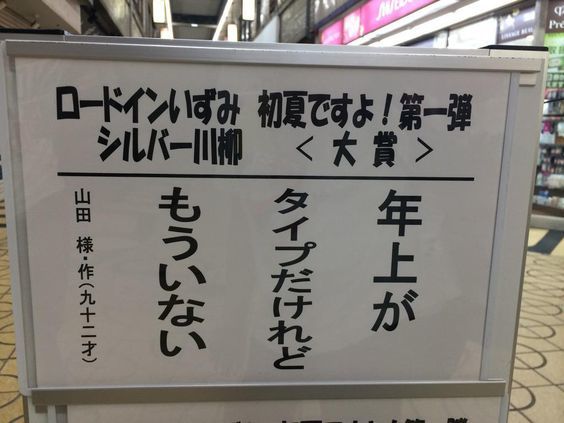 ロードインいずみ 初夏ですよ!第一弾
シルバー川柳 <大賞>
年上が
タイプだけれど
もういない
山田 様・作(九十二才)